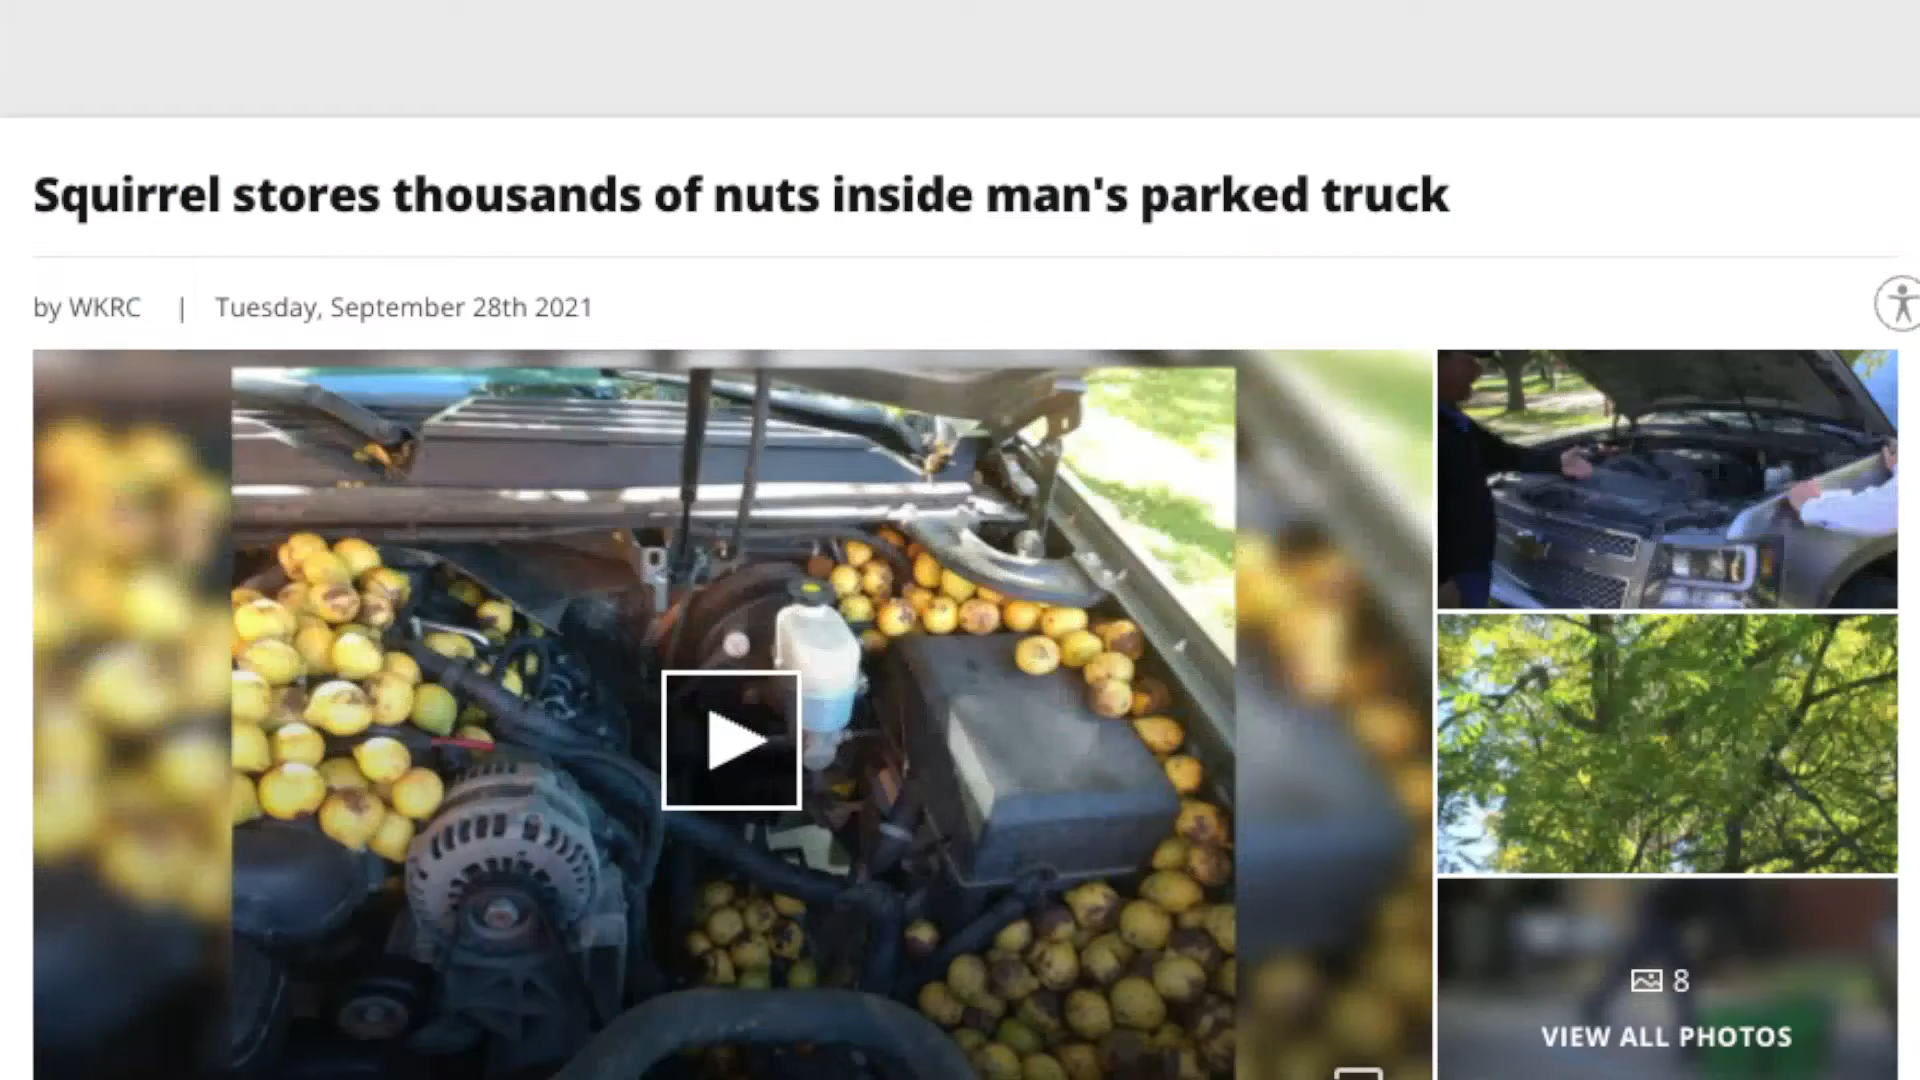 Squirrel stores thousands of nuts inside man's parked truck
by WKRC | Tuesday, September 28th 2021
8
VIEW ALL PHOTOS